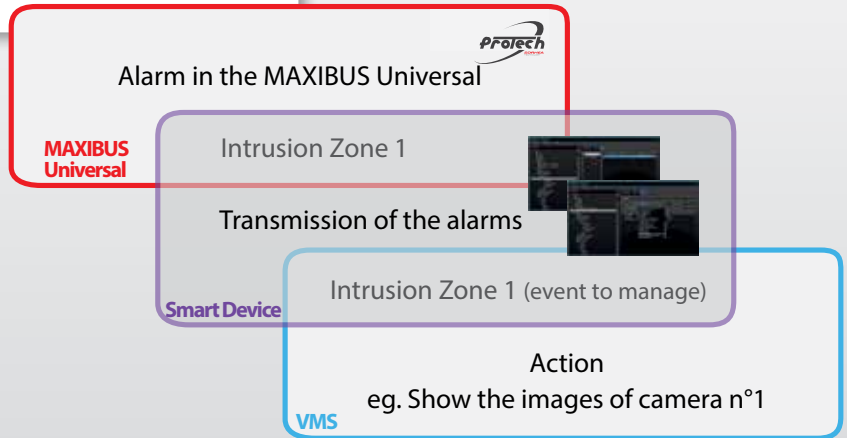 Protech
Alarm in the MAXIBUS Universal
MAXIBUS
Universal
Intrusion Zone 1
Transmission of the alarms
Smart Device
Intrusion Zone 1 (event to manage)
Action
eg. Show the images of camera n°1
VMS